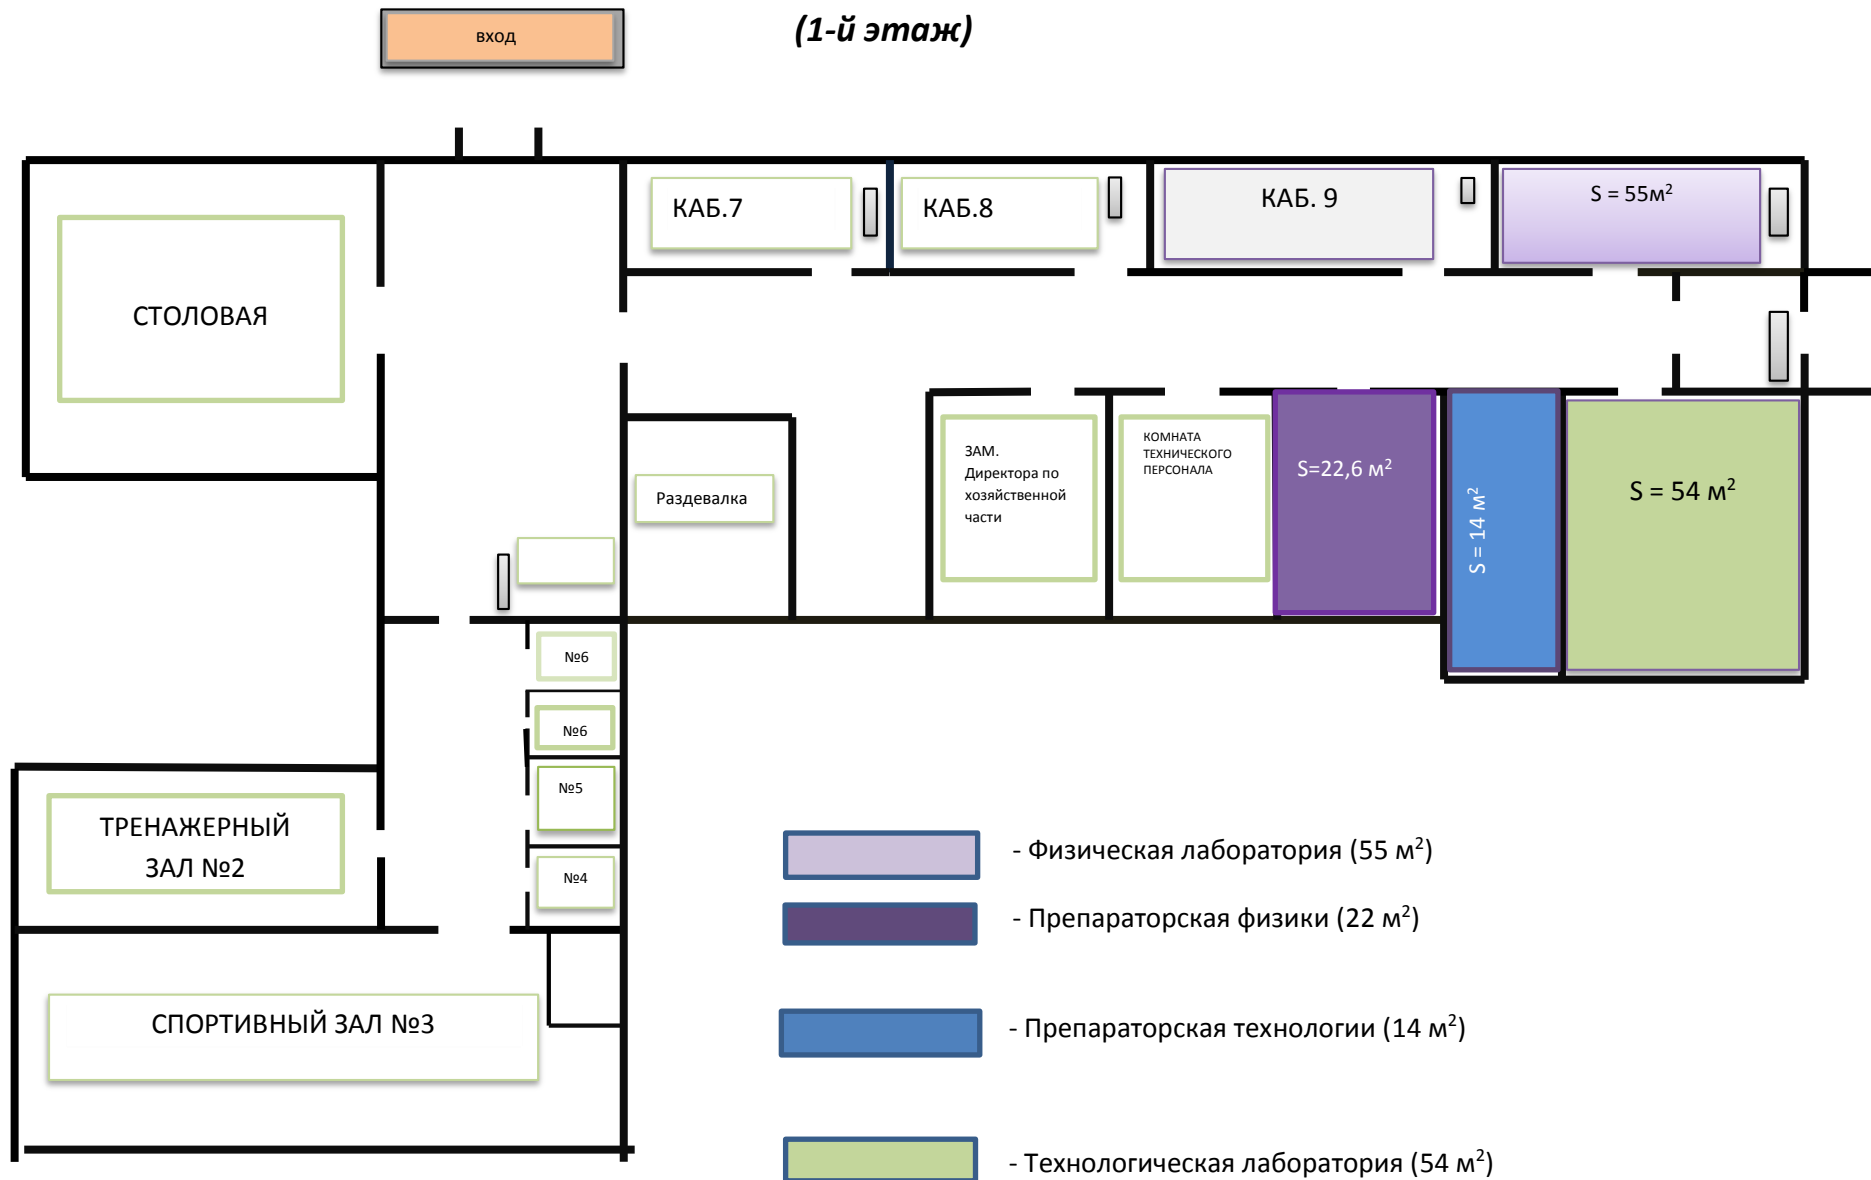 (1-й этаж)
вход
КАБ.7
КАБ.8
КАБ. 9
S = 55м²
СТОЛОВАЯ
ЗАМ.
Директора по
хозяйственной
части
КОМНАТА
ТЕХНИЧЕСКОГО
ПЕРСОНАЛА
S=22,6 м²
S = 14 м²
S = 54 м²
Раздевалка
№6
№6
№5
№4
ТРЕНАЖЕРНЫЙ
ЗАЛ №2
СПОРТИВНЫЙ ЗАЛ №3
- Физическая лаборатория (55 м²)
- Препараторская физики (22 м²)
- Препараторская технологии (14 м²)
- Технологическая лаборатория (54 м²)